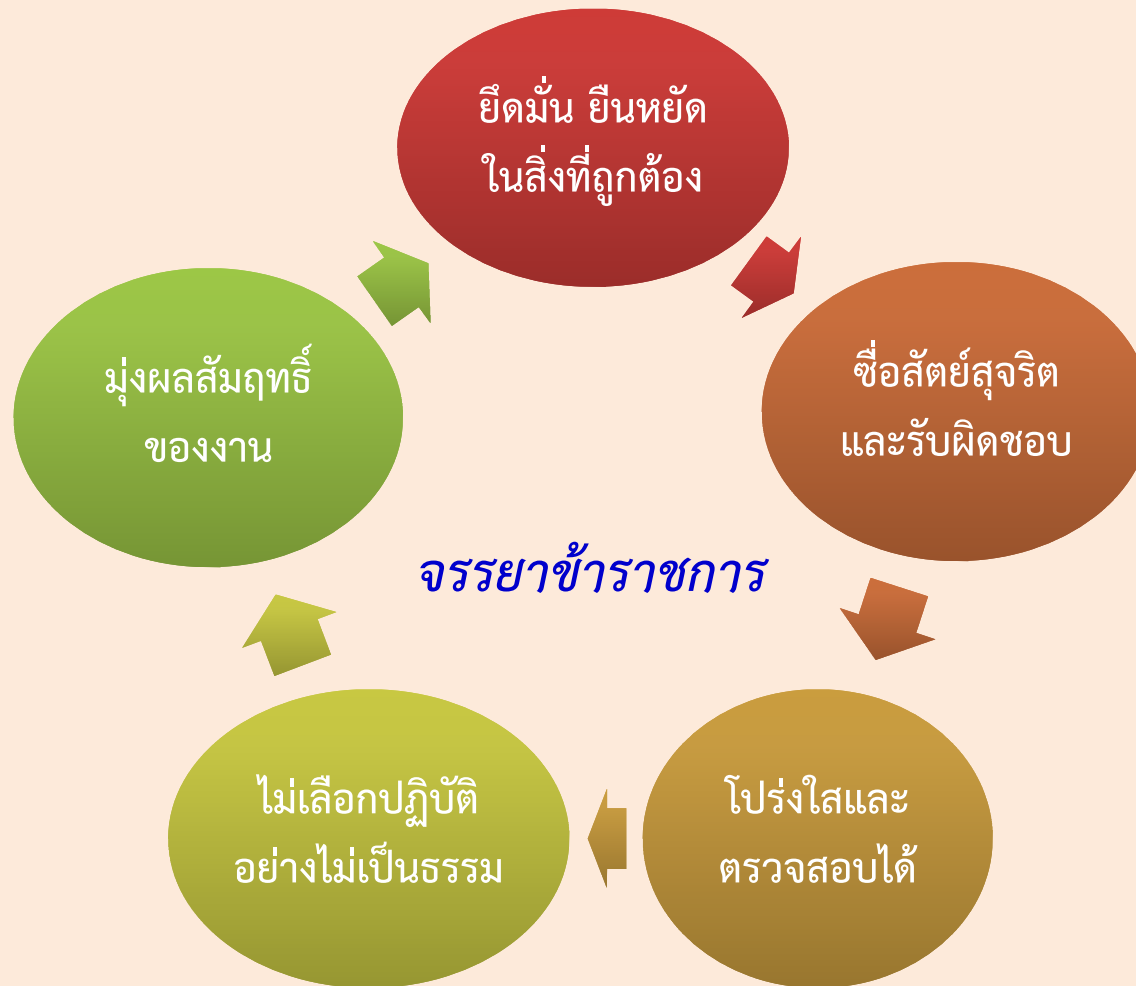 ยึดมั่น ยืนหยัด
ในสิ่งที่ถูกต้อง
ซื่อสัตย์สุจริต
และรับผิดชอบ
โปร่งใสและ
ตรวจสอบได้
ไม่เลือกปฏิบัติ
อย่างไม่เป็นธรรม
มุ่งผลสัมฤทธิ์
ของงาน
จรรยาข้าราชการ